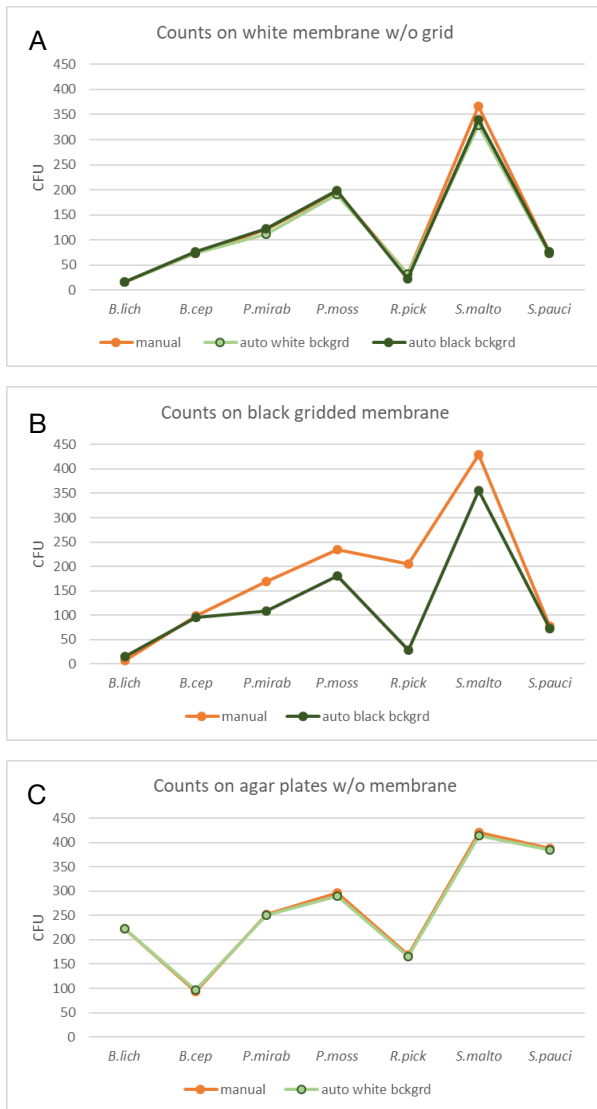 A
Counts on white membrane w/o grid
450
400
350
300
250
200
150
100
50
0
CFU
B.lich B.cep P.mirab P.moss R.pick S.malto S.pauci
manual auto white bckgrd auto black bckgrd
B
Counts on black gridded membrane
450
400
350
300
250
200
150
100
50
0
CFU
B.lich B.cep P.mirab P.moss R.pick S.malto S.pauci
manual auto black bckgrd
C
Counts on agar plates w/o membrane
450
400
350
300
250
200
150
100
50
0
CFU
B.lich B.cep P.mirab P.moss R.pick S.malto S.pauci
manual auto white bckgrd